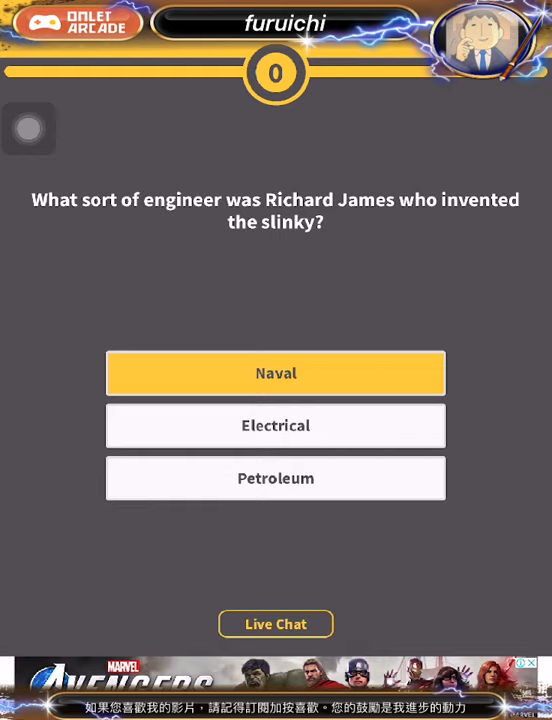 ONLET
ARCADE
furuichi
0
What sort of engineer was Richard James who invented
the slinky?
Naval
Electrical
Petroleum
Live Chat
MARVEL
AVENGERS
如果您喜歡我的影片，請記得訂閱加按喜歡。您的鼓勵是我進步的動力